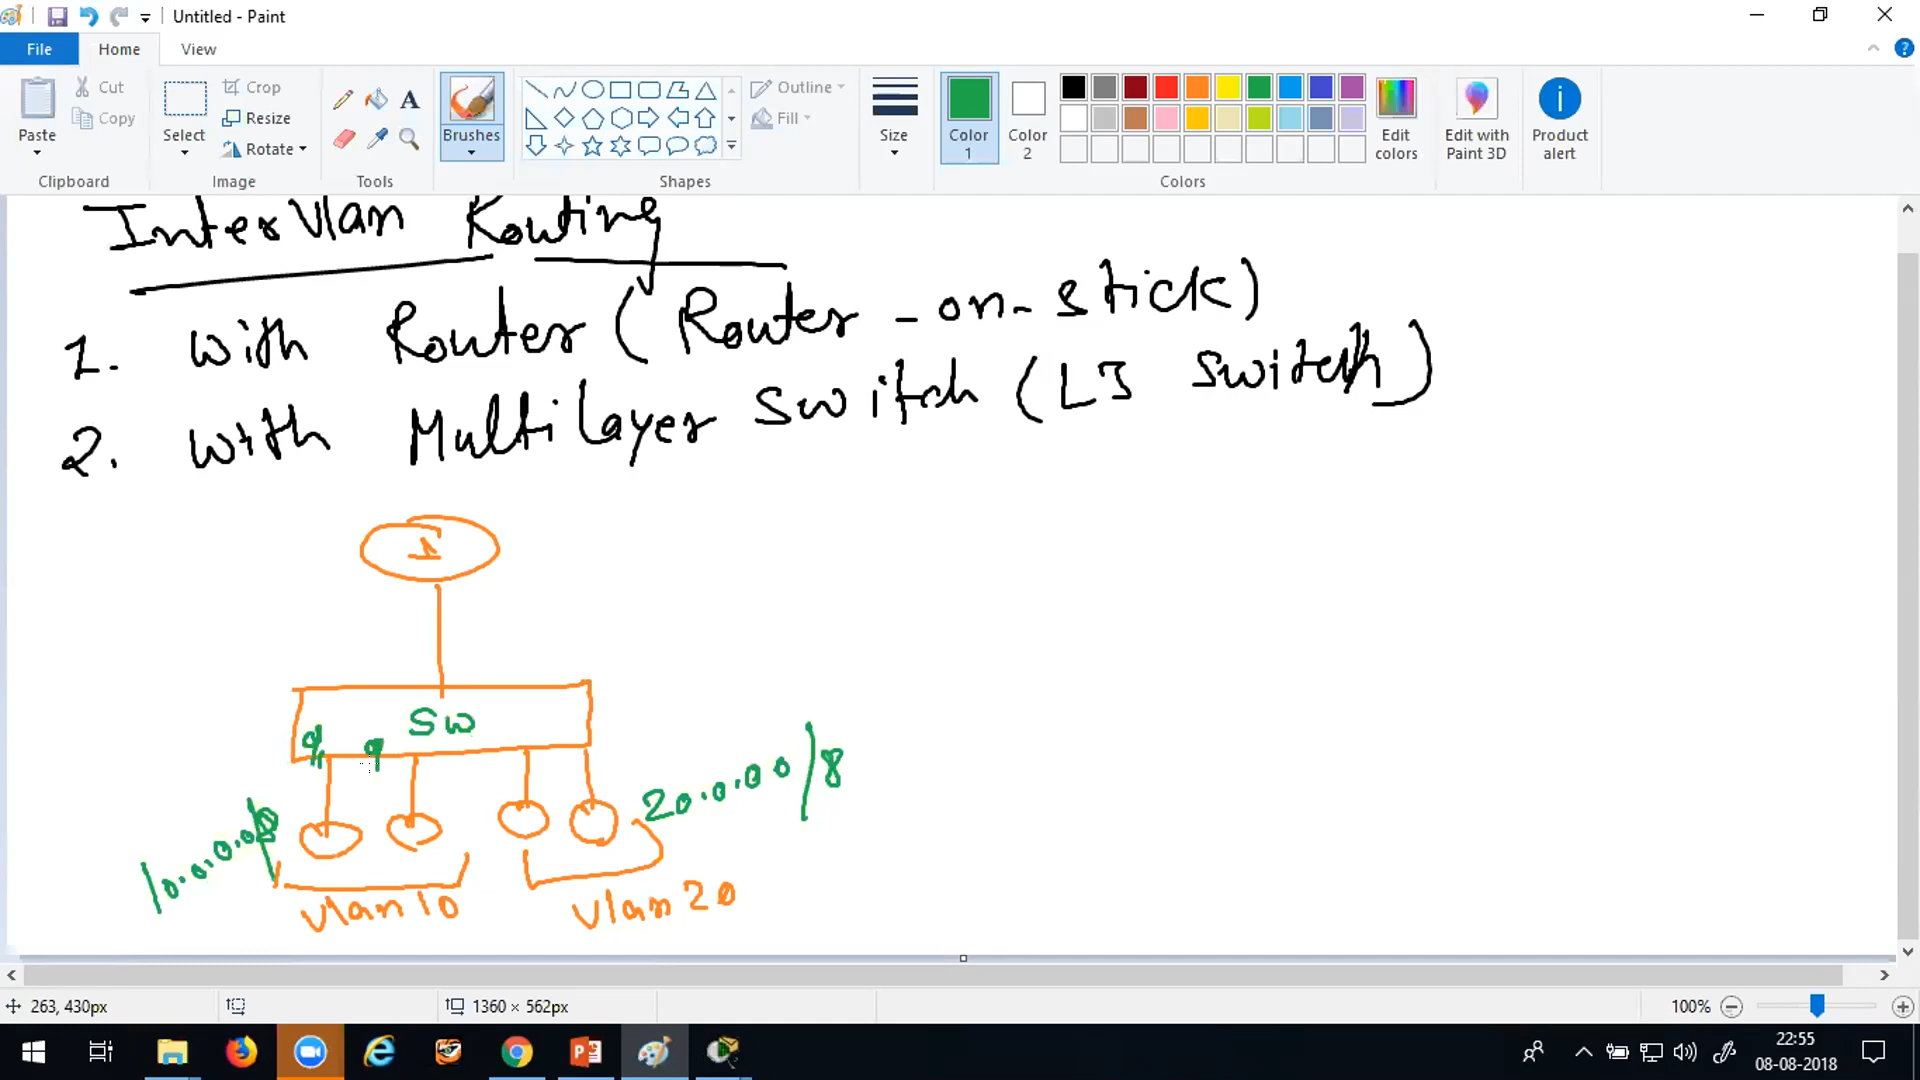 Untitled - Paint
File Home View
Paste Cut Copy Clipboard
Select Crop Resize Rotate Image
Tools
Brushes
Shapes
Outline Fill
Size
Color 1 Color 2
Edit colors Edit with Paint 3D Product alert
Colors
InterVlan Routing
1. with Router (Router -on-stick)
2. with Multilayer Switch (L3 Switch)
SW
10.0.0.0
20.0.0.0/8
Vlan 10
Vlan 20
263, 430px
1360 × 562px
100%
22:55
08-08-2018